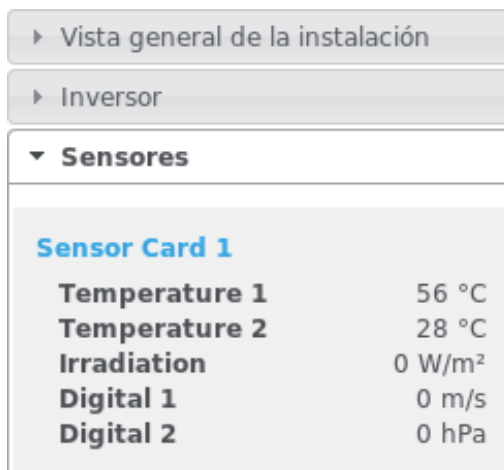 Vista general de la instalación
Inversor
Sensores
Sensor Card 1
Temperature 1 56 °C
Temperature 2 28 °C
Irradiation 0 W/m²
Digital 1 0 m/s
Digital 2 0 hPa